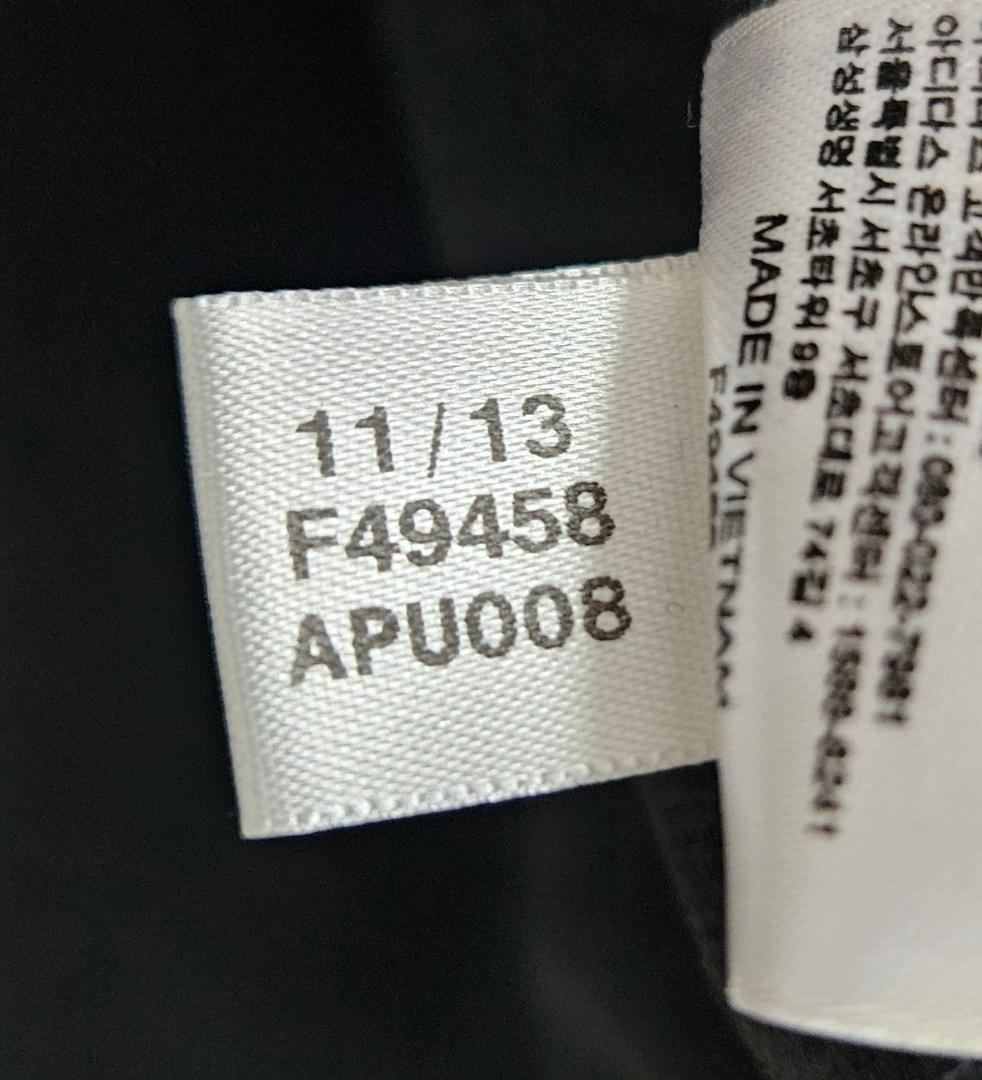 11/13
F49458
APU008
아디다스 온라인스토어고객센터 : 1588-8241
서울특별시 서초구 서초대로 74길 4
삼성생명 서초타워 9층
MADE IN VIETNAM